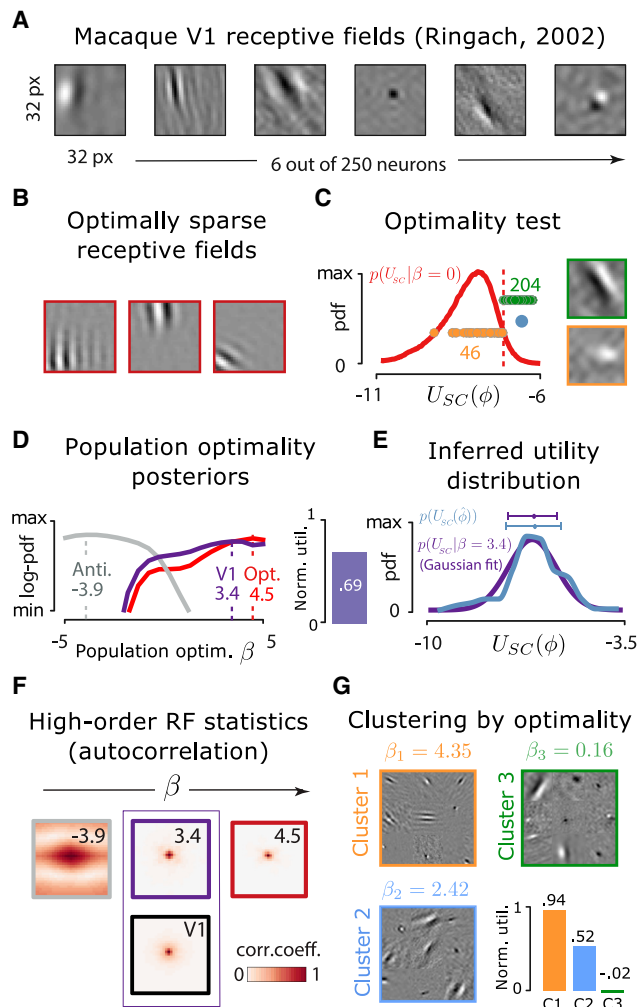 A
Macaque V1 receptive fields (Ringach, 2002)
32 px
32 px
6 out of 250 neurons
B
Optimally sparse
receptive fields
C
Optimality test
max
pdf
0
p(U_SC|β = 0)
204
46
-11
U_SC(ϕ)
-6
D
Population optimality
posteriors
max
log-pdf
min
Anti.
-3.9
V1
3.4
Opt.
4.5
-5
Population optim. β
5
1
Norm. util.
0
.69
E
Inferred utility
distribution
p(U_SC(ϕ̂))
max
p(U_SC|β = 3.4)
(Gaussian fit)
pdf
0
-10
U_SC(ϕ)
-3.5
F
High-order RF statistics
(autocorrelation)
β
-3.9
3.4
4.5
V1
corr.coeff.
0
1
G
Clustering by optimality
β₁ = 4.35
Cluster 1
β₃ = 0.16
Cluster 3
β₂ = 2.42
Cluster 2
1
Norm. util.
0
.94
.52
-.02
C1 C2 C3